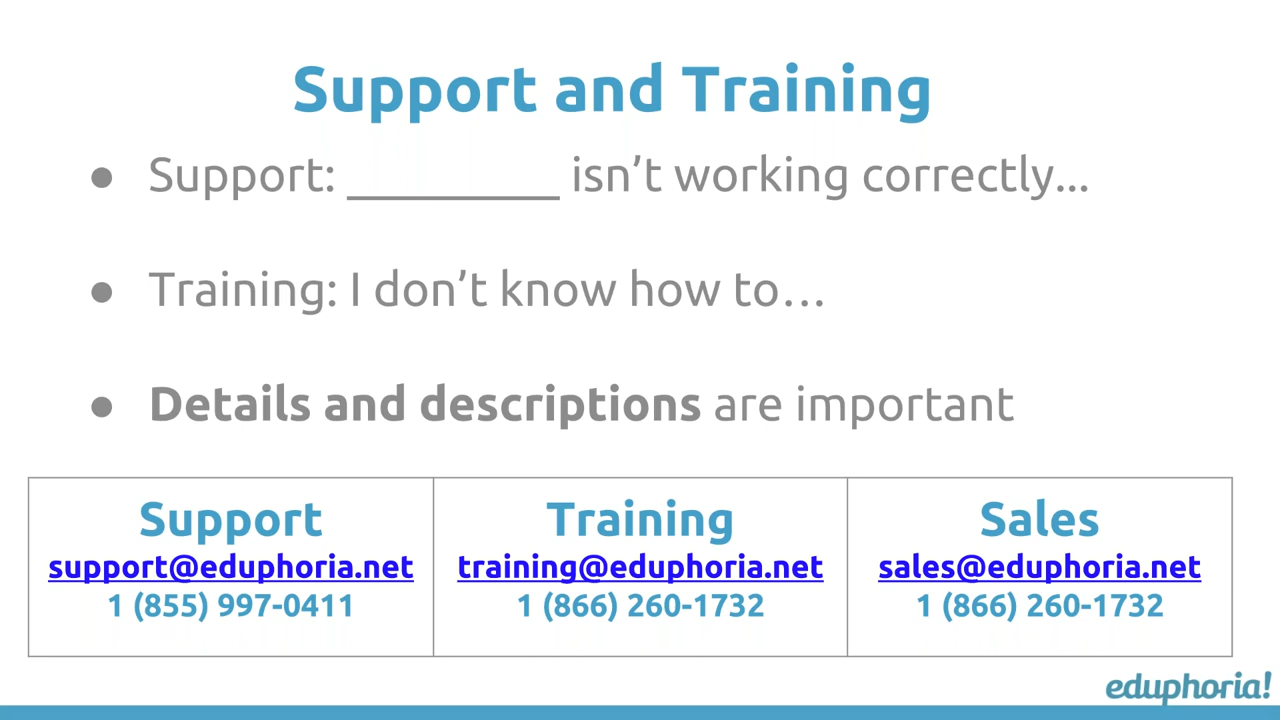 Support and Training
● Support: _________ isn’t working correctly...
● Training: I don’t know how to…
● Details and descriptions are important
Support
support@eduphoria.net
1 (855) 997-0411
Training
training@eduphoria.net
1 (866) 260-1732
Sales
sales@eduphoria.net
1 (866) 260-1732
eduphoria!